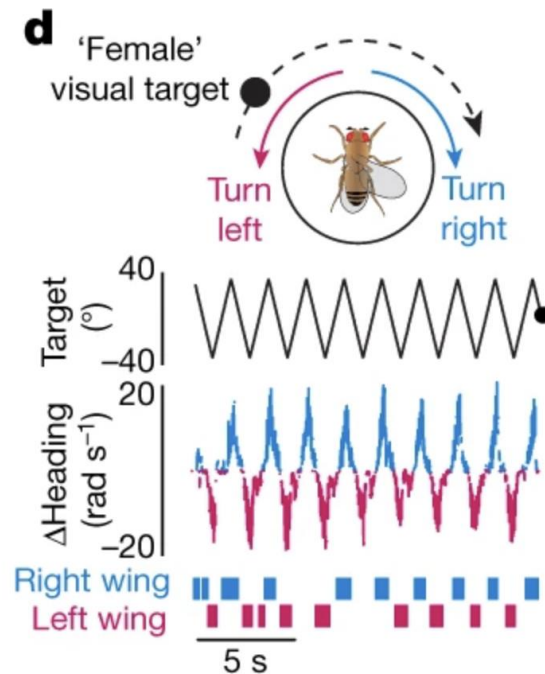 d
'Female'
visual target
Turn
left
Turn
right
Target
(°)
40
−40
ΔHeading
(rad s⁻¹)
20
−20
Right wing
Left wing
5 s